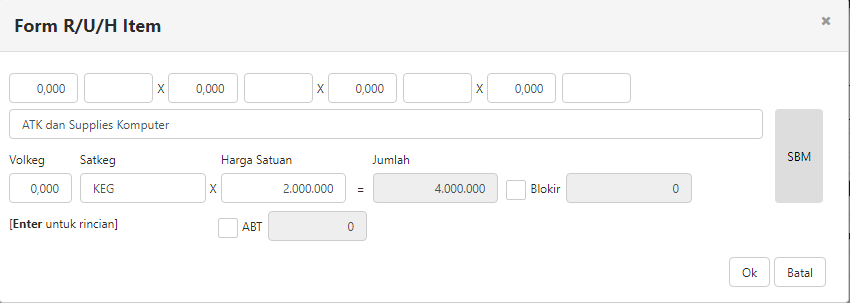 Form R/U/H Item ×
0,000 X 0,000 X 0,000 X 0,000
ATK dan Supplies Komputer
SBM
Volkeg Satkeg Harga Satuan Jumlah
0,000 KEG X 2.000.000 = 4.000.000 Blokir 0
[Enter untuk rincian] ABT 0
Ok Batal